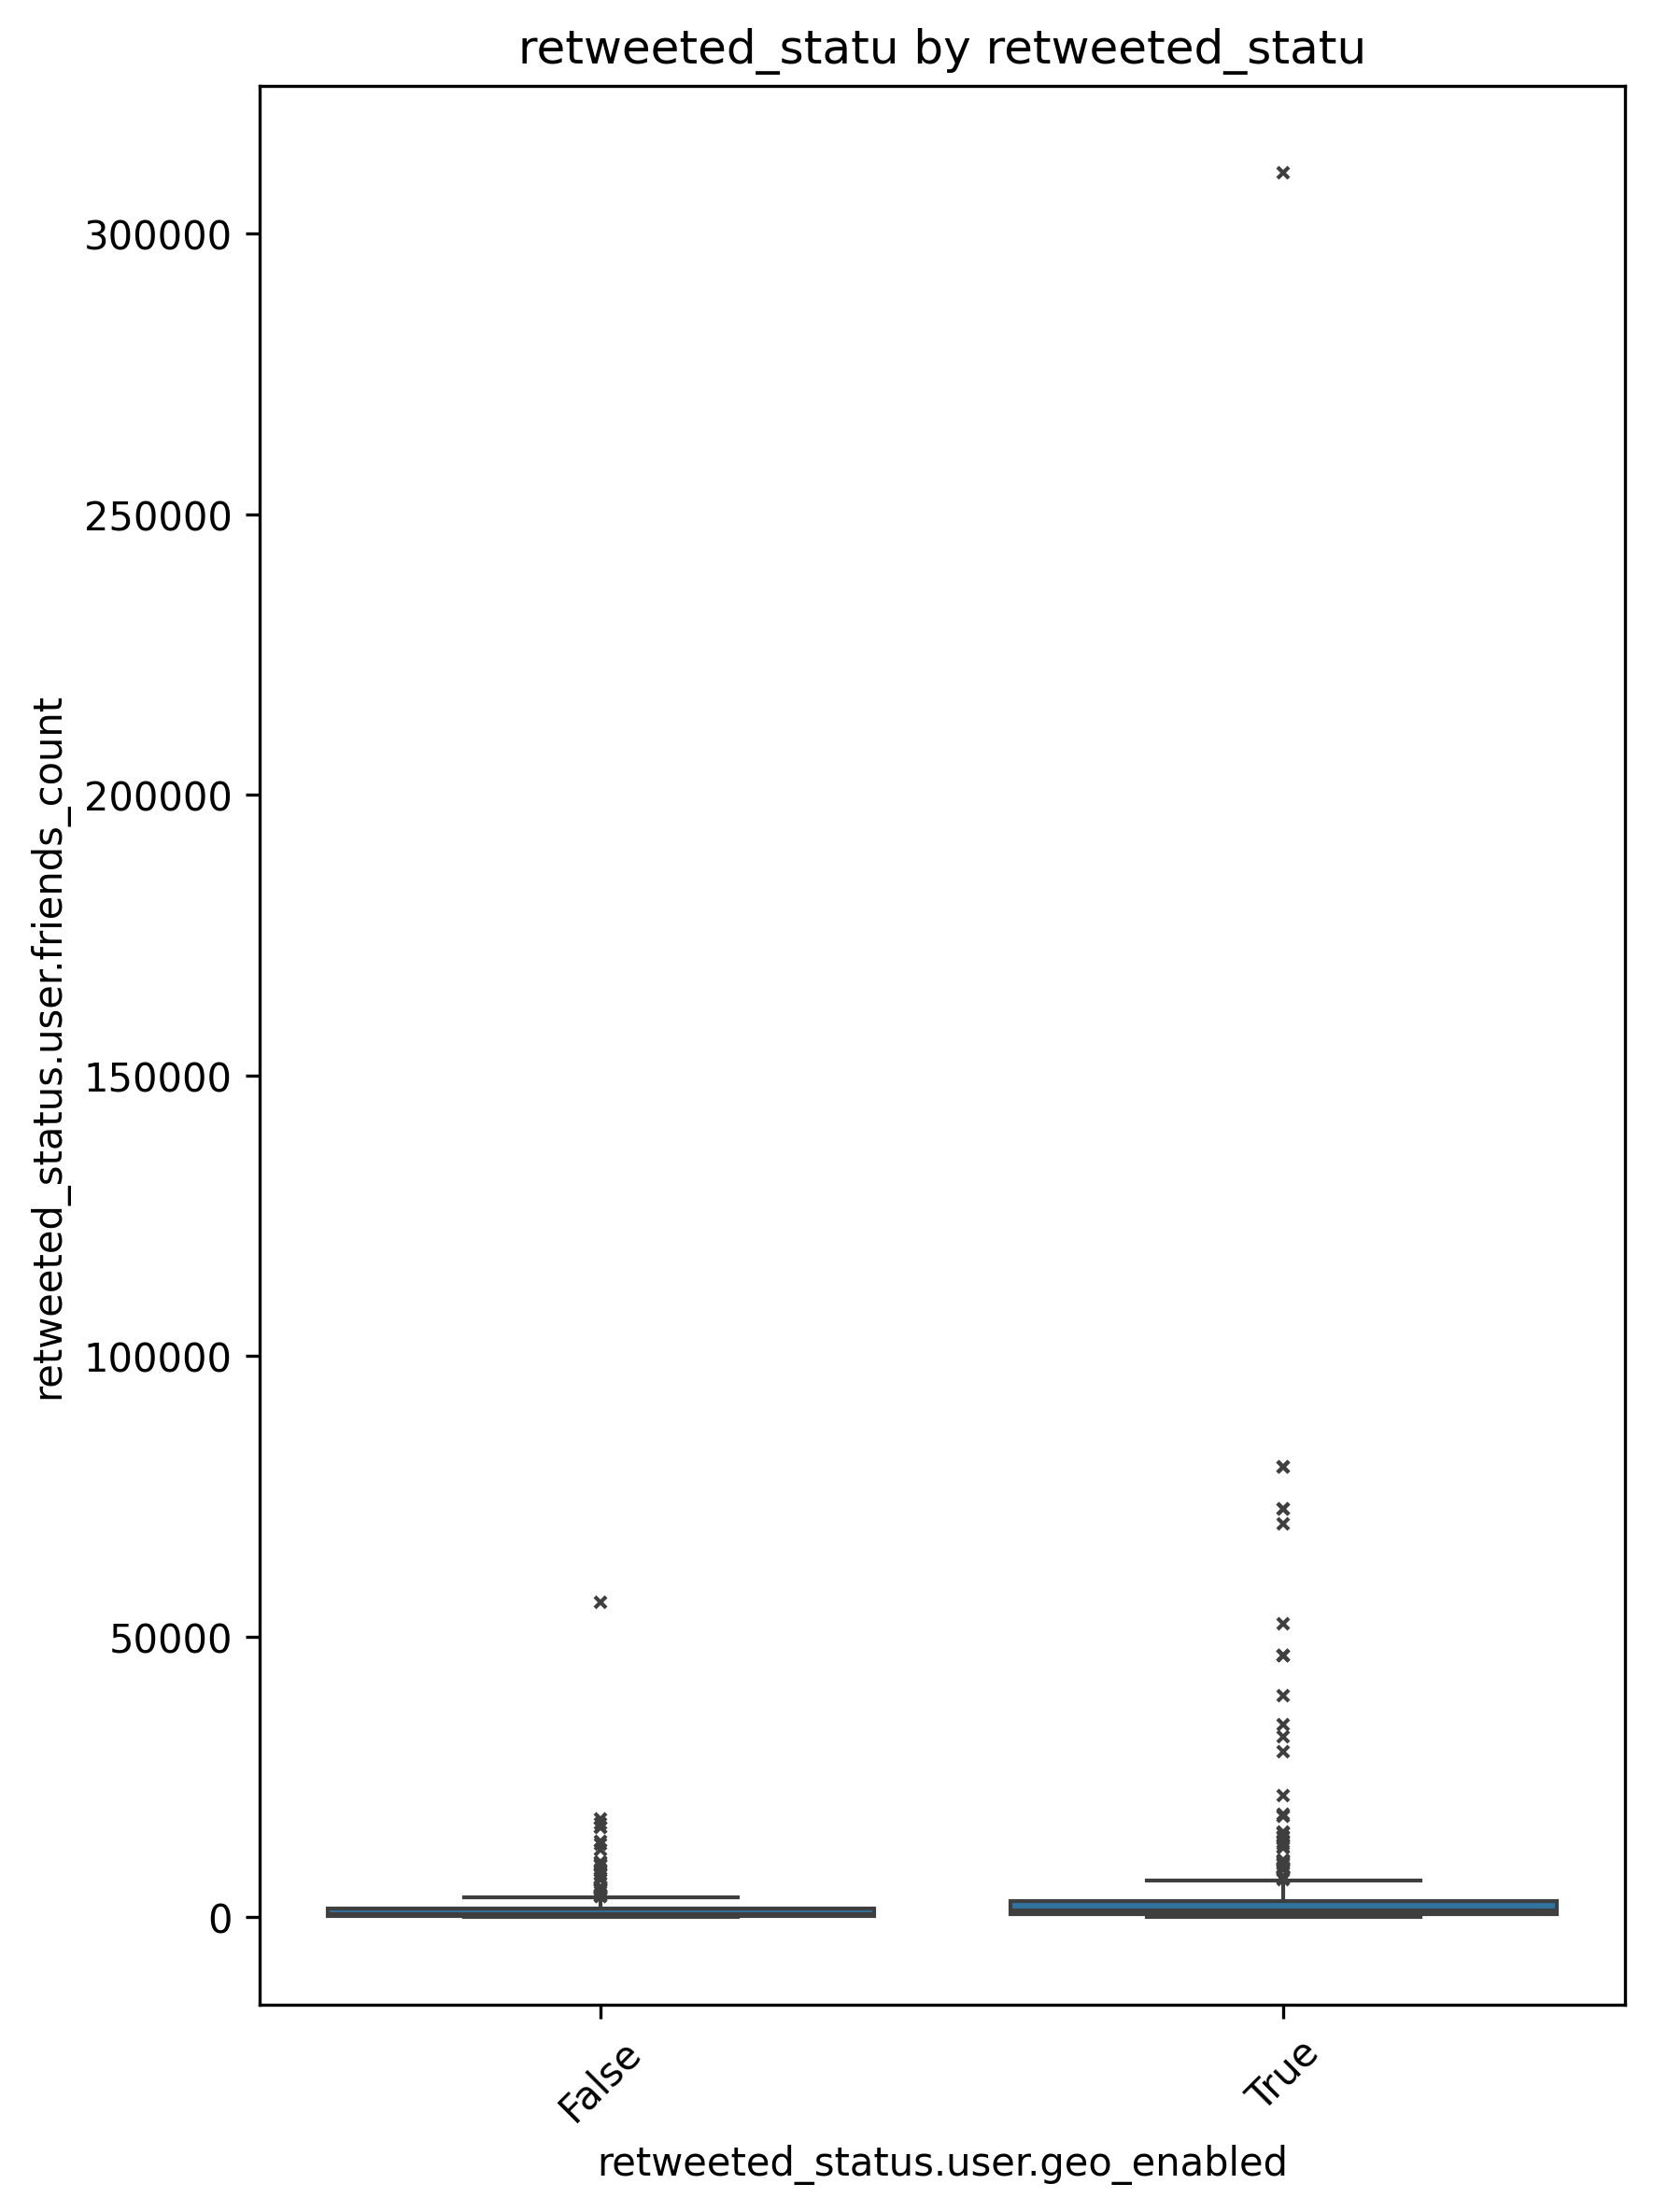 retweeted_statu by retweeted_statu
300000
250000
200000
150000
100000
50000
0
retweeted_status.user.friends_count
False
True
retweeted_status.user.geo_enabled